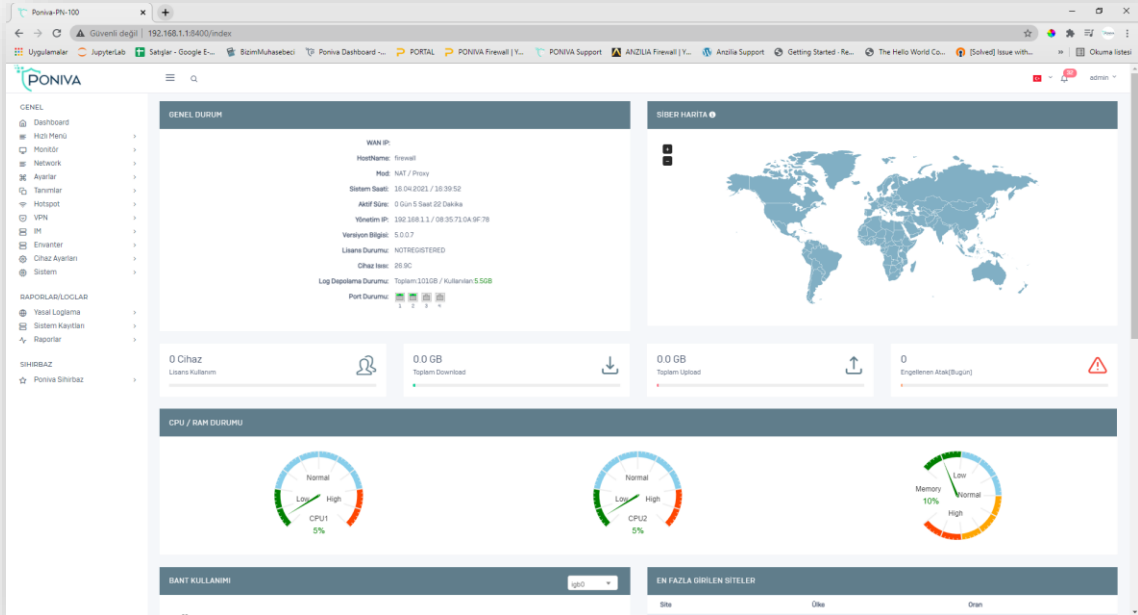 Poniva-PN-100
Güvenli değil | 192.168.1.1:6400/index
Uygulamalar JupyterLab Satışlar - Google E-... BizimMuhasebeci Poniva Dashboard -... PORTAL PONIVA Firewall | Y... PONIVA Support ANZILIA Firewall | Y... Anzilia Support Getting Started - Re... The Hello World Co... [Solved] Issue with... » Okuma listesi
PONIVA
admin
GENEL
Dashboard
Hızlı Menü
Monitör
Network
Ayarlar
Tanımlar
Hotspot
VPN
IM
Envanter
Cihaz Ayarları
Sistem
RAPORLAR/LOGLAR
Yasal Loglama
Sistem Kayıtları
Raporlar
SİHİRBAZ
Poniva Sihirbaz
GENEL DURUM
WAN IP:
HostName: firewall
Mod: NAT / Proxy
Sistem Saati: 16.04.2021 / 16:39:52
Aktif Süre: 0 Gün 5 Saat 22 Dakika
Yönetim IP: 192.168.1.1 / 08:35:71:0A:9F:78
Versiyon Bilgisi: 5.0.0.7
Lisans Durumu: NOTREGISTERED
Cihaz Isısı: 26.9C
Log Depolama Durumu: Toplam:101GB / Kullanılan:5.5GB
Port Durumu:
1 2 3 4
SİBER HARİTA
+
−
0 Cihaz
Lisans Kullanım
0.0 GB
Toplam Download
0.0 GB
Toplam Upload
0
Engellenen Atak(Bugün)
CPU / RAM DURUMU
Normal
Low High
CPU1
5%
Normal
Low High
CPU2
5%
Low
Memory
Normal
10%
High
BANT KULLANIMI
igb0
EN FAZLA GİRİLEN SİTELER
Site Ülke Oran